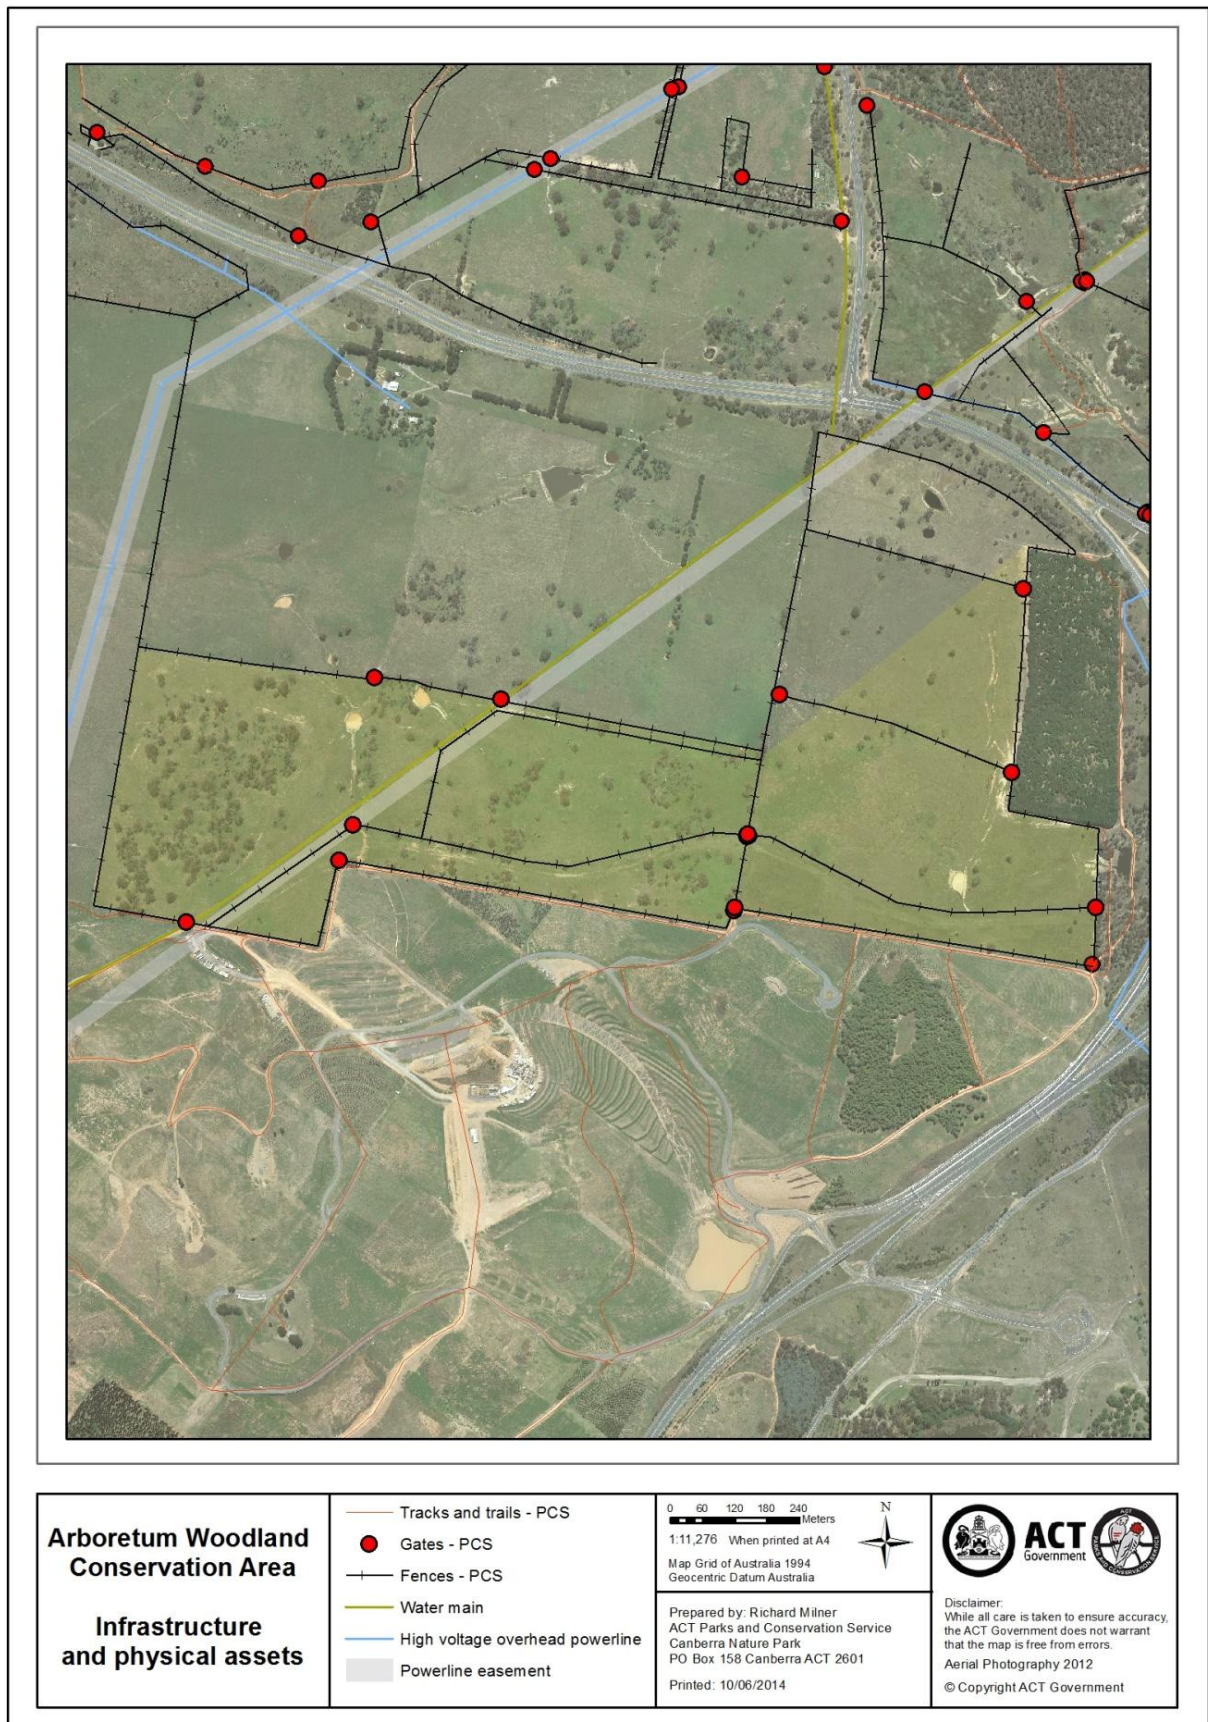 Arboretum Woodland
Conservation Area
Infrastructure
and physical assets
Tracks and trails - PCS
Gates - PCS
Fences - PCS
Water main
High voltage overhead powerline
Powerline easement
0 60 120 180 240
Meters
1:11,276 When printed at A4
Map Grid of Australia 1994
Geocentric Datum Australia
N
Prepared by: Richard Milner
ACT Parks and Conservation Service
Canberra Nature Park
PO Box 158 Canberra ACT 2601
Printed: 10/06/2014
ACT
Government
ACT
PARKS AND CONSERVATION SERVICE
Disclaimer:
While all care is taken to ensure accuracy,
the ACT Government does not warrant
that the map is free from errors.
Aerial Photography 2012
© Copyright ACT Government